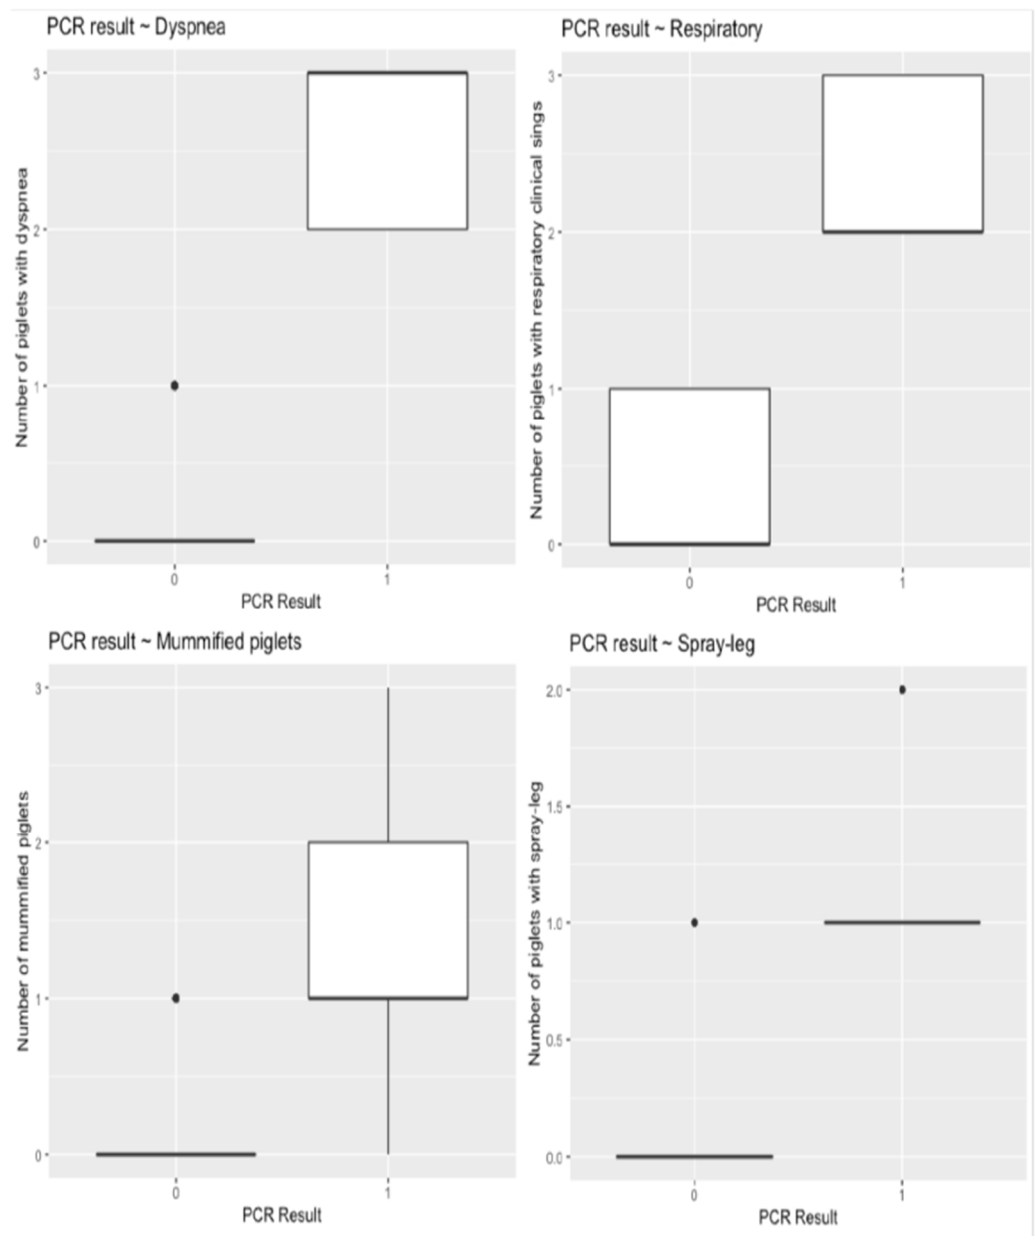 PCR result ~ Dyspnea
Number of piglets with dyspnea
3
2
1
0
0 1
PCR Result
PCR result ~ Respiratory
Number of piglets with respiratory clinical sings
3
2
1
0
0 1
PCR Result
PCR result ~ Mummified piglets
Number of mummified piglets
3
2
1
0
0 1
PCR Result
PCR result ~ Spray-leg
Number of piglets with spray-leg
2.0
1.5
1.0
0.5
0.0
0 1
PCR Result